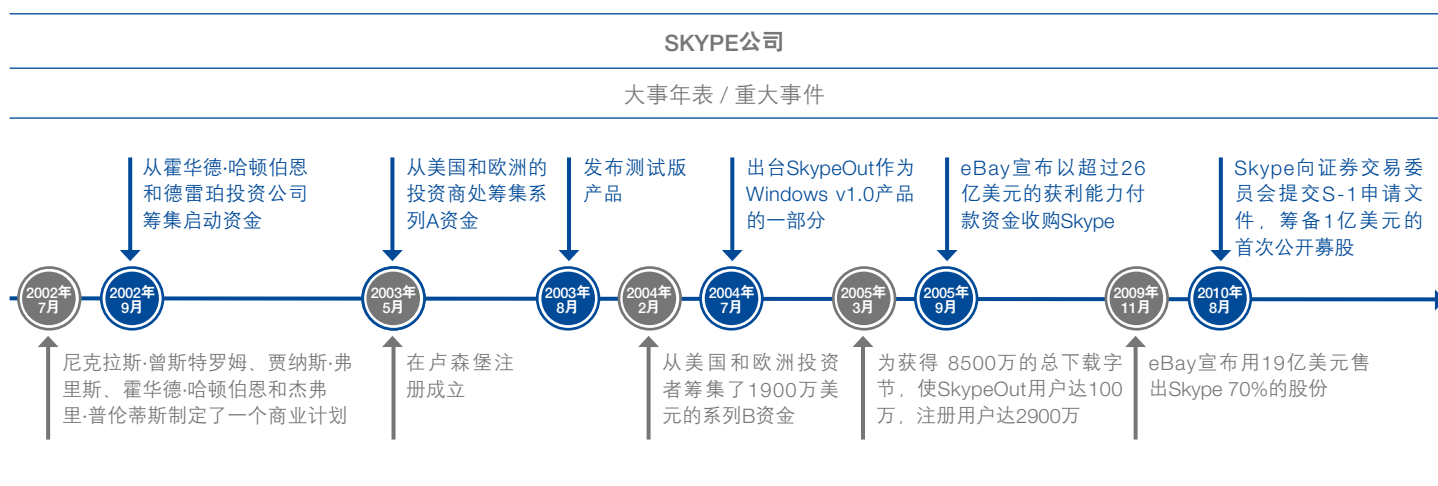 SKYPE公司
大事年表 / 重大事件
从霍华德·哈顿伯恩
和德雷珀投资公司
筹集启动资金
从美国和欧洲的
投资商处筹集系
列A资金
发布测试版
产品
出台SkypeOut作为
Windows v1.0产品
的一部分
eBay宣布以超过26
亿美元的获利能力付
款资金收购Skype
Skype向证券交易委
员会提交S-1申请文
件，筹备1亿美元的
首次公开募股
2002年
7月
2002年
9月
2003年
5月
2003年
8月
2004年
2月
2004年
7月
2005年
3月
2005年
9月
2009年
11月
2010年
8月
尼克拉斯·曾斯特罗姆、贾纳斯·弗
里斯、霍华德·哈顿伯恩和杰弗
里·普伦蒂斯制定了一个商业计划
在卢森堡注
册成立
从美国和欧洲投资
者筹集了1900万美
元的系列B资金
为获得 8500万的总下载字
节，使SkypeOut用户达100
万，注册用户达2900万
eBay宣布用19亿美元售
出Skype 70%的股份